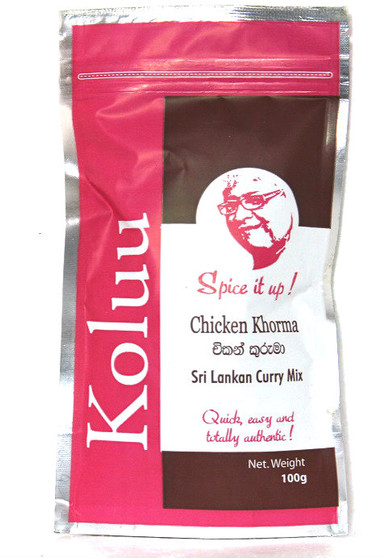 Koluu
Spice it up!
Chicken Khorma
චිකන් කුරුමා
Sri Lankan Curry Mix
Quick, easy and
totally authentic!
Net. Weight
100g